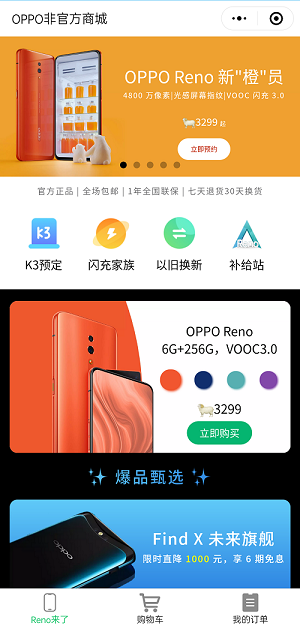 OPPO非官方商城
OPPO Reno 新"橙"员
4800 万像素|光感屏幕指纹|VOOC 闪充 3.0
3299 起
立即预约
官方正品 | 全场包邮 | 1年全国联保 | 七天退货30天换货
K3
RENO
K3预定
闪充家族
以旧换新
补给站
OPPO Reno
6G+256G，VOOC3.0
3299
立即购买
爆品甄选
oppo
Find X 未来旗舰
限时直降 1000 元，享 6 期免息
Reno来了
购物车
我的订单